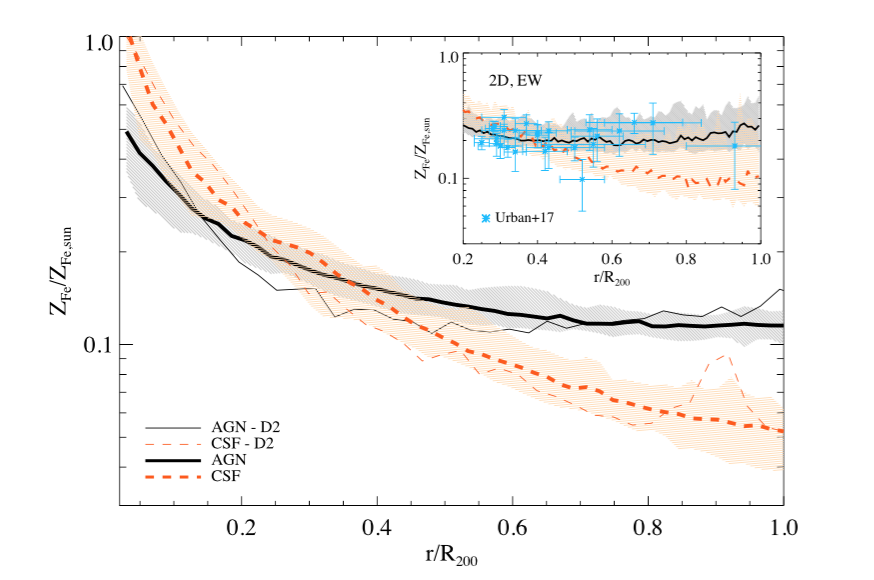 1.0
0.1
Z_Fe/Z_Fe,sun
0.2
0.4
0.6
0.8
1.0
r/R_200
AGN - D2
CSF - D2
AGN
CSF
2D, EW
1.0
0.1
Z_Fe/Z_Fe,sun
Urban+17
0.2
0.4
0.6
0.8
1.0
r/R_200